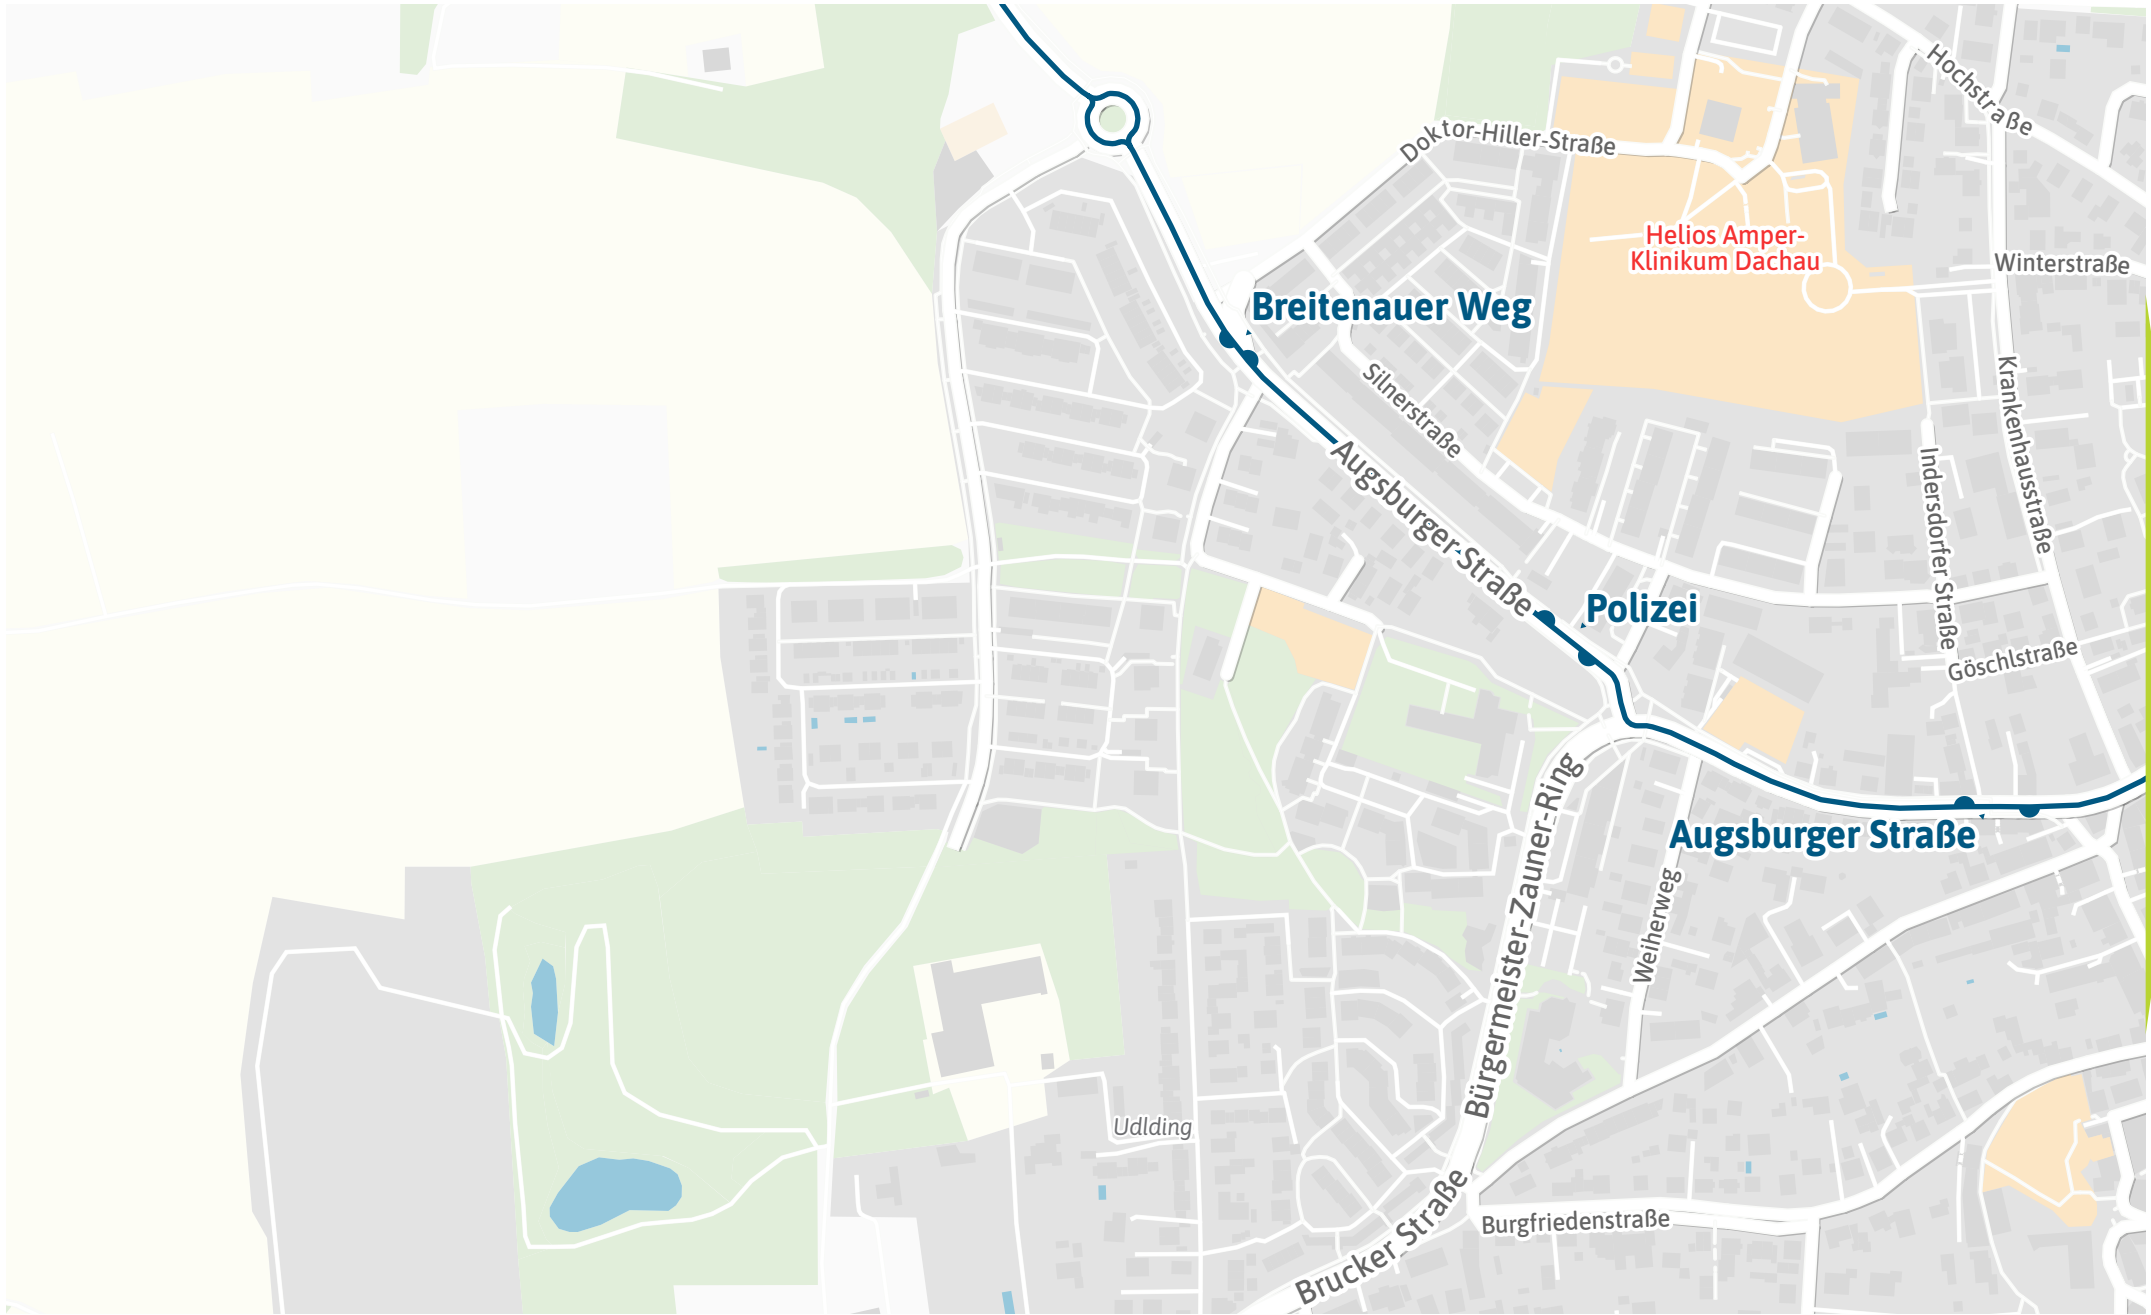 Hochstraße
Doktor-Hiller-Straße
Helios Amper-
Klinikum Dachau
Winterstraße
Breitenauer Weg
Silnerstraße
Krankenhausstraße
Augsburger Straße
Indersdorfer Straße
Polizei
Göschlstraße
Bürgermeister-Zauner-Ring
Augsburger Straße
Weiherweg
Udlding
Brucker Straße
Burgfriedenstraße